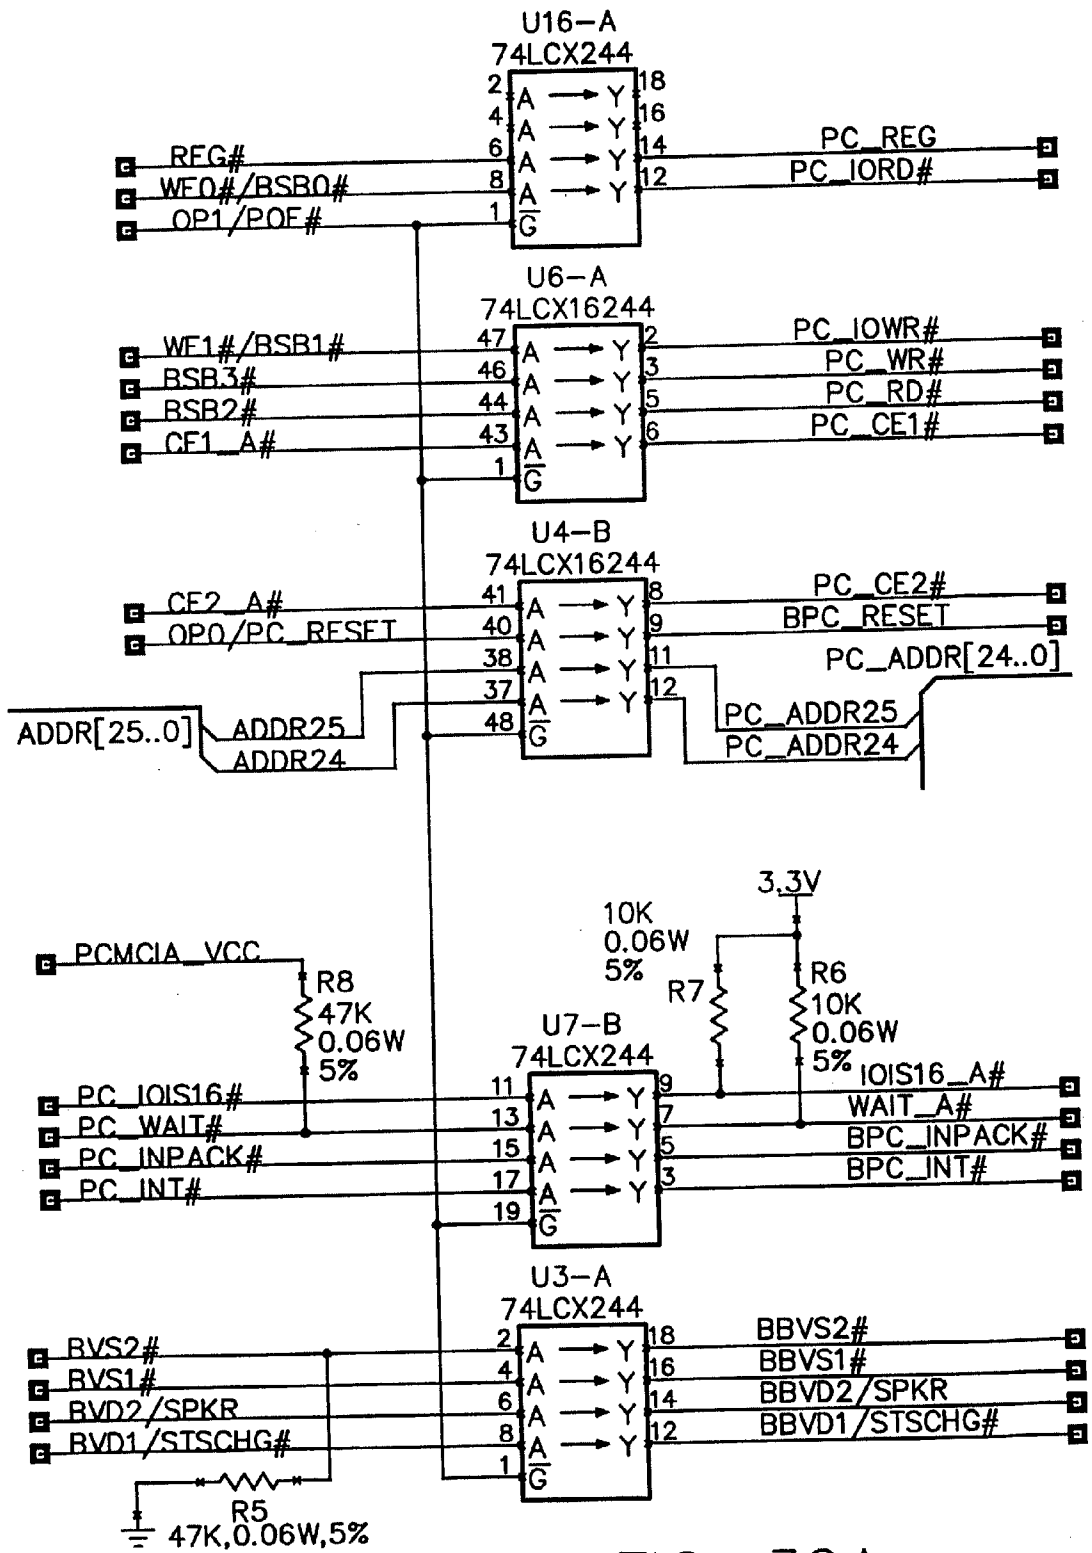 U16-A
74LCX244
2 A Y 18
4 A Y 16
REG# 6 A Y 14 PC_REG
WE0#/BSB0# 8 A Y 12 PC_IORD#
OP1/POE# 1 G
U6-A
74LCX16244
WE1#/BSB1# 47 A Y 2 PC_IOWR#
BSB3# 46 A Y 3 PC_WR#
BSB2# 44 A Y 5 PC_RD#
CE1_A# 43 A Y 6 PC_CE1#
1 G
U4-B
74LCX16244
CE2_A# 41 A Y 8 PC_CE2#
OP0/PC_RESET 40 A Y 9 BPC_RESET
38 A Y 11 PC_ADDR[24..0]
37 A Y 12
ADDR[25..0] ADDR25 48 G PC_ADDR25
ADDR24 PC_ADDR24
3.3V
10K
0.06W
5%
R7
R6
10K
0.06W
5%
PCMCIA_VCC
R8
47K
0.06W
5%
U7-B
74LCX244
PC_IOIS16# 11 A Y 9 IOIS16_A#
PC_WAIT# 13 A Y 7 WAIT_A#
PC_INPACK# 15 A Y 5 BPC_INPACK#
PC_INT# 17 A Y 3 BPC_INT#
19 G
U3-A
74LCX244
BVS2# 2 A Y 18 BBVS2#
BVS1# 4 A Y 16 BBVS1#
BVD2/SPKR 6 A Y 14 BBVD2/SPKR
BVD1/STSCHG# 8 A Y 12 BBVD1/STSCHG#
1 G
R5
47K,0.06W,5%